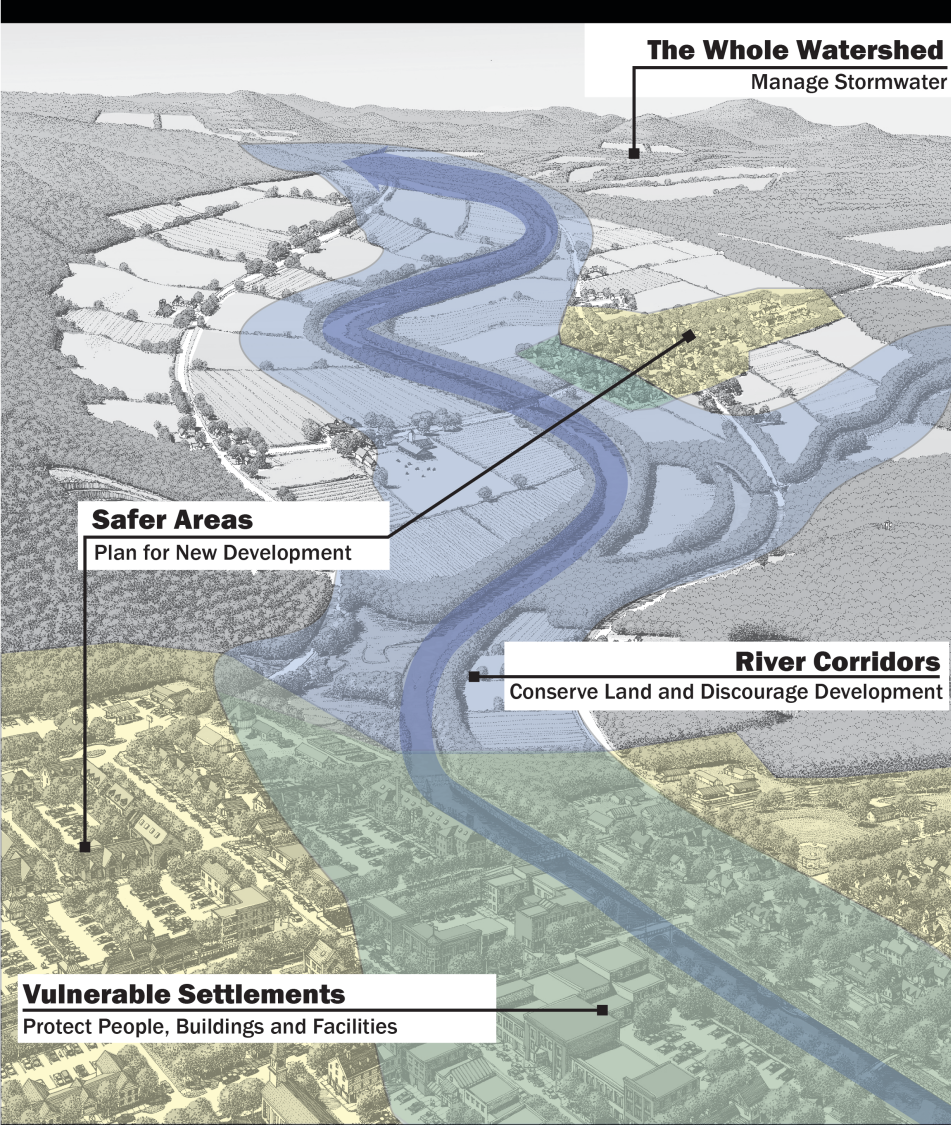 The Whole Watershed
Manage Stormwater
Safer Areas
Plan for New Development
River Corridors
Conserve Land and Discourage Development
Vulnerable Settlements
Protect People, Buildings and Facilities